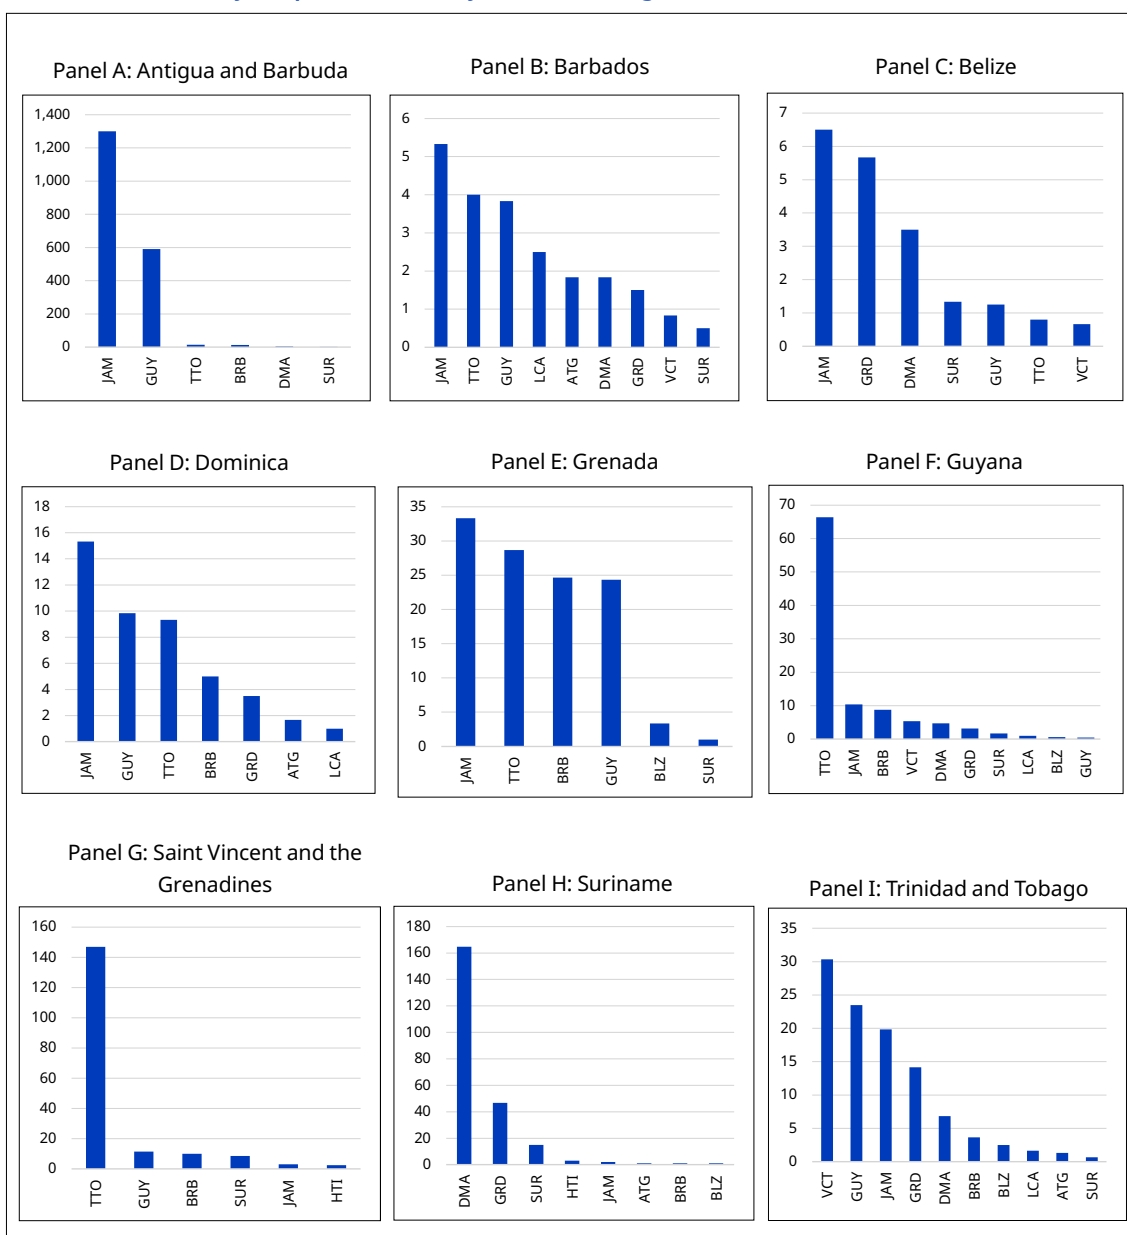 Panel A: Antigua and Barbuda
1,400
1,200
1,000
800
600
400
200
0
JAM
GUY
TTO
BRB
DMA
SUR
Panel B: Barbados
6
5
4
3
2
1
0
JAM
TTO
GUY
LCA
ATG
DMA
GRD
VCT
SUR
Panel C: Belize
7
6
5
4
3
2
1
0
JAM
GRD
DMA
SUR
GUY
TTO
VCT
Panel D: Dominica
18
16
14
12
10
8
6
4
2
0
JAM
GUY
TTO
BRB
GRD
ATG
LCA
Panel E: Grenada
35
30
25
20
15
10
5
0
JAM
TTO
BRB
GUY
BLZ
SUR
Panel F: Guyana
70
60
50
40
30
20
10
0
TTO
JAM
BRB
VCT
DMA
GRD
SUR
LCA
BLZ
GUY
Panel G: Saint Vincent and the
Grenadines
160
140
120
100
80
60
40
20
0
TTO
GUY
BRB
SUR
JAM
HTI
Panel H: Suriname
180
160
140
120
100
80
60
40
20
0
DMA
GRD
SUR
HTI
JAM
ATG
BRB
BLZ
Panel I: Trinidad and Tobago
35
30
25
20
15
10
5
0
VCT
GUY
JAM
GRD
DMA
BRB
BLZ
LCA
ATG
SUR